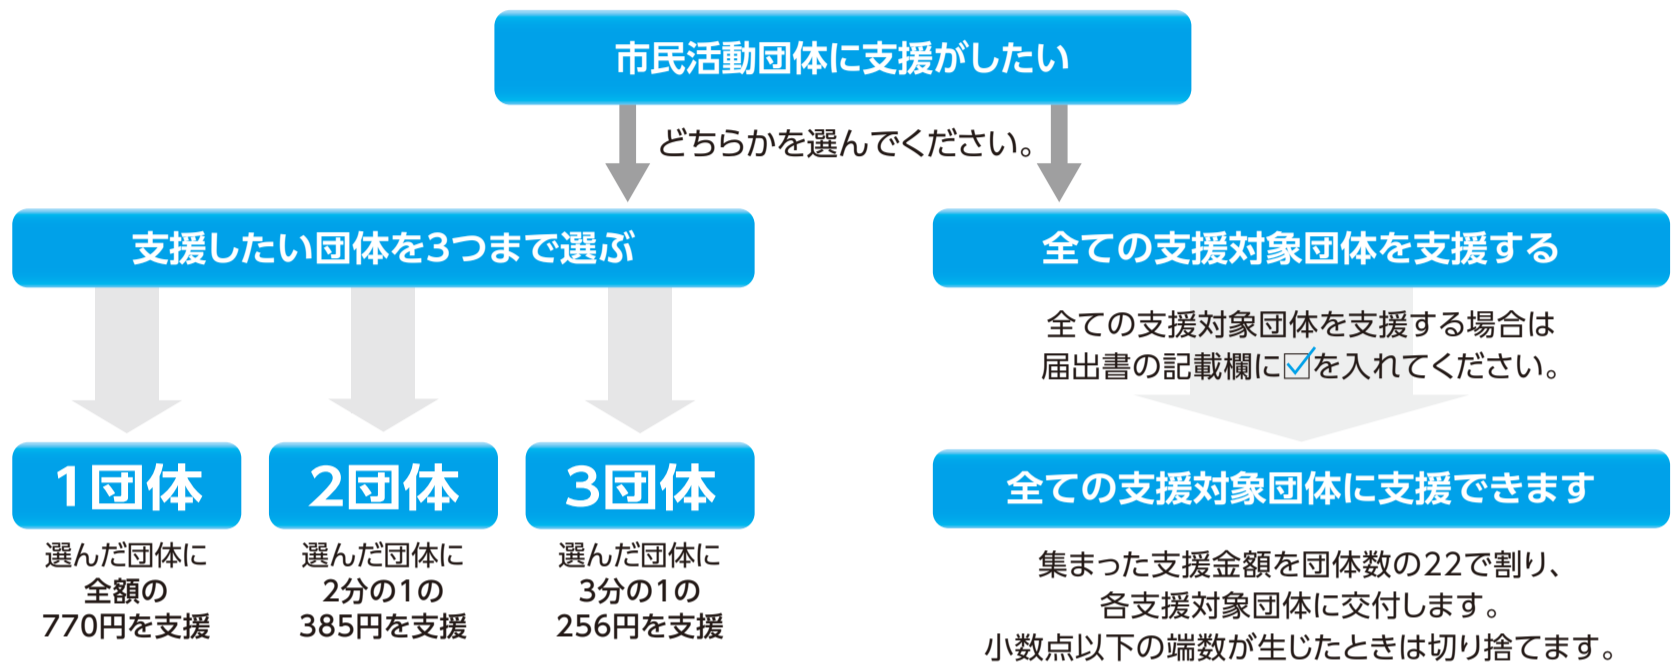 市民活動団体に支援がしたい
どちらかを選んでください。
支援したい団体を3つまで選ぶ
1団体
選んだ団体に
全額の
770円を支援
2団体
選んだ団体に
2分の1の
385円を支援
3団体
選んだ団体に
3分の1の
256円を支援
全ての支援対象団体を支援する
全ての支援対象団体を支援する場合は
届出書の記載欄に☑を入れてください。
全ての支援対象団体に支援できます
集まった支援金額を団体数の22で割り、
各支援対象団体に交付します。
小数点以下の端数が生じたときは切り捨てます。